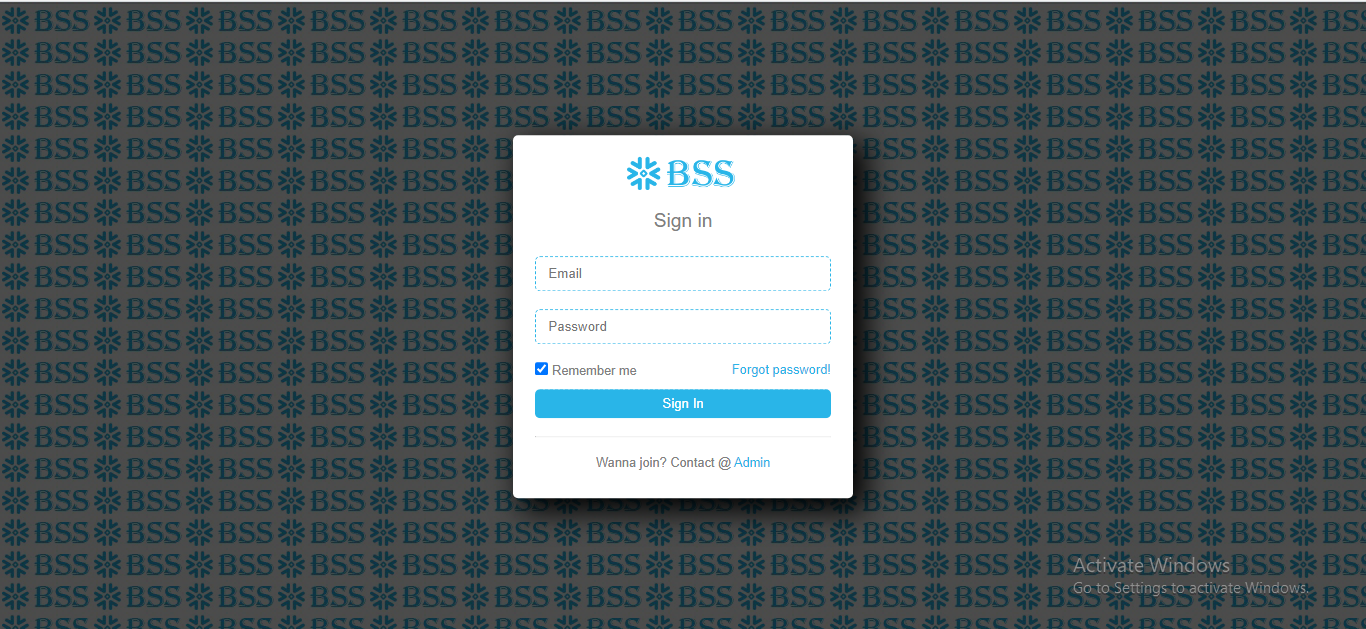 BSS
Sign in
Email
Password
Remember me
Forgot password!
Sign In
Wanna join? Contact @ Admin
Activate Windows
Go to Settings to activate Windows.